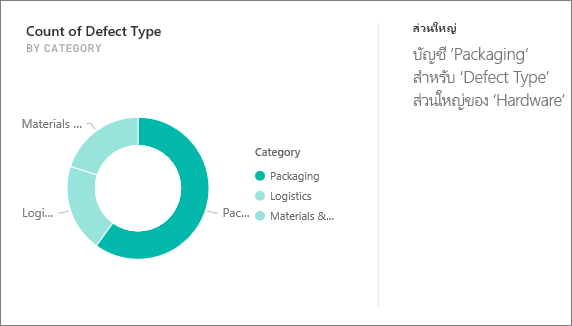 Count of Defect Type
BY CATEGORY
Materials ...
Logi...
Pac...
Category
Packaging
Logistics
Materials &...
ส่วนใหญ่
บัญชี ‘Packaging’
สำหรับ ‘Defect Type’
ส่วนใหญ่ของ ‘Hardware’